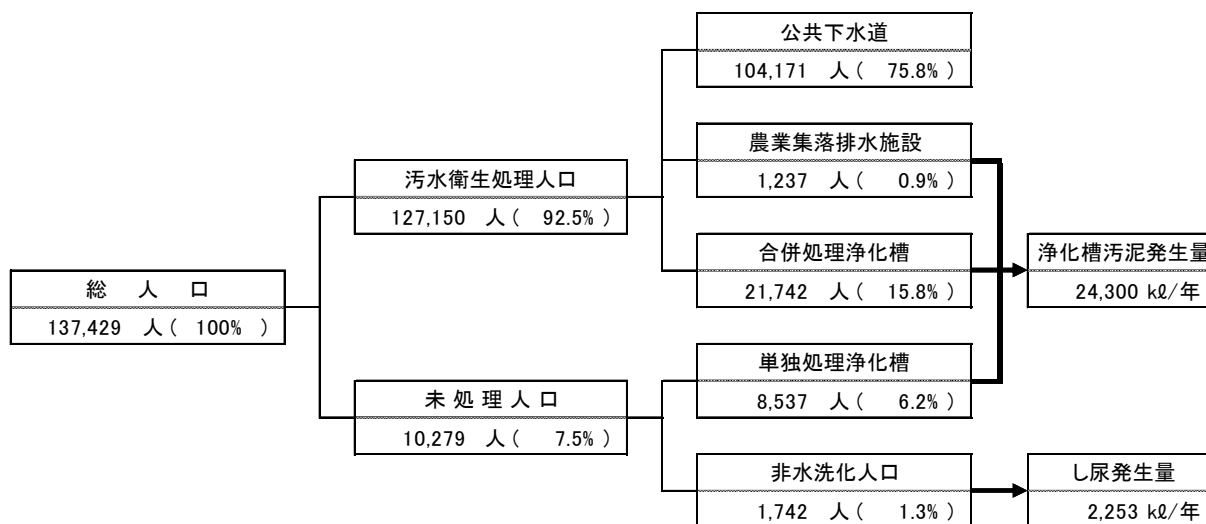 公共下水道
104,171 人( 75.8%)
農業集落排水施設
1,237 人( 0.9%)
汚水衛生処理人口
127,150 人( 92.5%)
合併処理浄化槽
21,742 人( 15.8%)
浄化槽汚泥発生量
24,300 kℓ/年
総人口
137,429 人( 100% )
単独処理浄化槽
8,537 人( 6.2%)
未処理人口
10,279 人( 7.5%)
非水洗化人口
1,742 人( 1.3%)
し尿発生量
2,253 kℓ/年